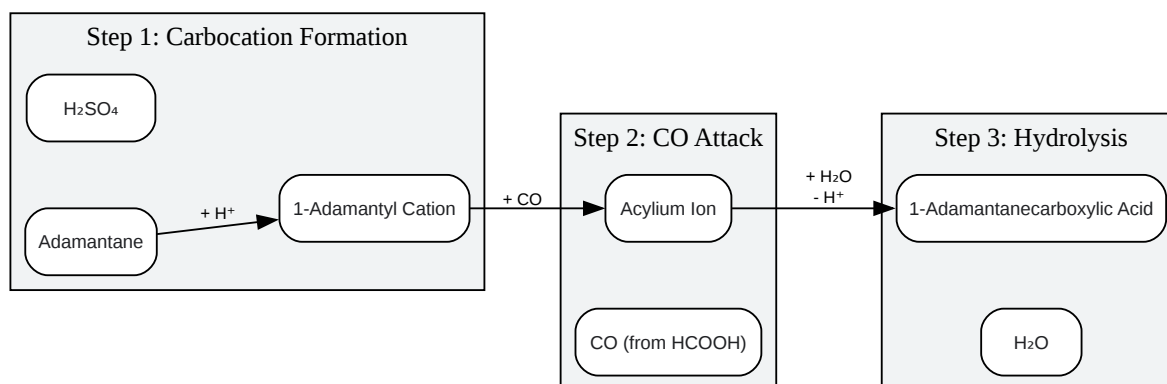 Step 1: Carbocation Formation
H₂SO₄
Adamantane
+ H⁺
1-Adamantyl Cation
+ CO
Step 2: CO Attack
Acylium Ion
CO (from HCOOH)
+ H₂O
- H⁺
Step 3: Hydrolysis
1-Adamantanecarboxylic Acid
H₂O